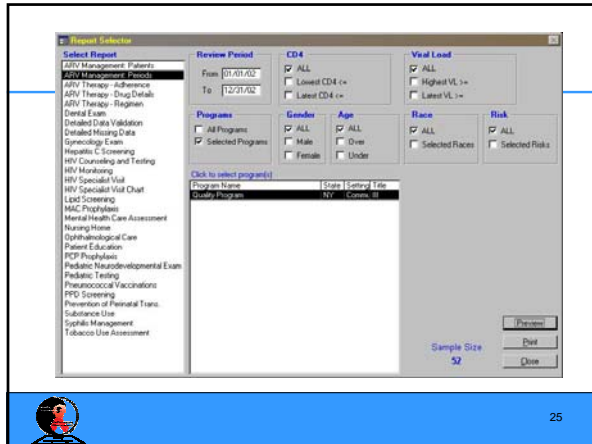 Report Selector
Select Report
ARV Management: Patients
ARV Management: Periods
ARV Therapy - Adherence
ARV Therapy - Drug Details
ARV Therapy - Regimen
Dental Exam
Detailed Data Validation
Detailed Missing Data
Gynecology Exam
Hepatitis C Screening
HIV Counseling and Testing
HIV Monitoring
HIV Specialist Visit
HIV Specialist Visit Chart
Lipid Screening
MAC Prophylaxis
Mental Health Care Assessment
Nursing Home
Ophthalmological Care
Patient Education
PCP Prophylaxis
Pediatric Neurodevelopmental Exam
Pediatric Testing
Pneumococcal Vaccinations
PPD Screening
Prevention of Perinatal Trans.
Substance Use
Syphilis Management
Tobacco Use Assessment
Review Period
From 01/01/02
To 12/31/02
CD4
ALL
Lowest CD4 <=
Latest CD4 <=
Viral Load
ALL
Highest VL >=
Latest VL >=
Programs
All Programs
Selected Programs
Gender
ALL
Male
Female
Age
ALL
Over
Under
Race
ALL
Selected Races
Risk
ALL
Selected Risks
Click to select program(s)
Program Name State Setting Title
Quality Program NY Comm. III
Sample Size
52
Preview
Print
Close
25